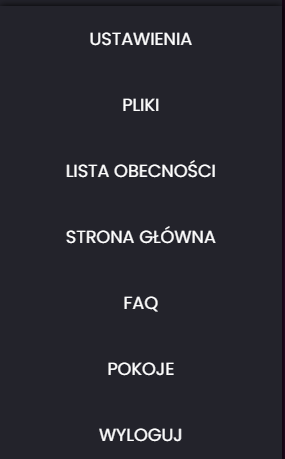 USTAWIENIA
PLIKI
LISTA OBECNOŚCI
STRONA GŁÓWNA
FAQ
POKOJE
WYLOGUJ